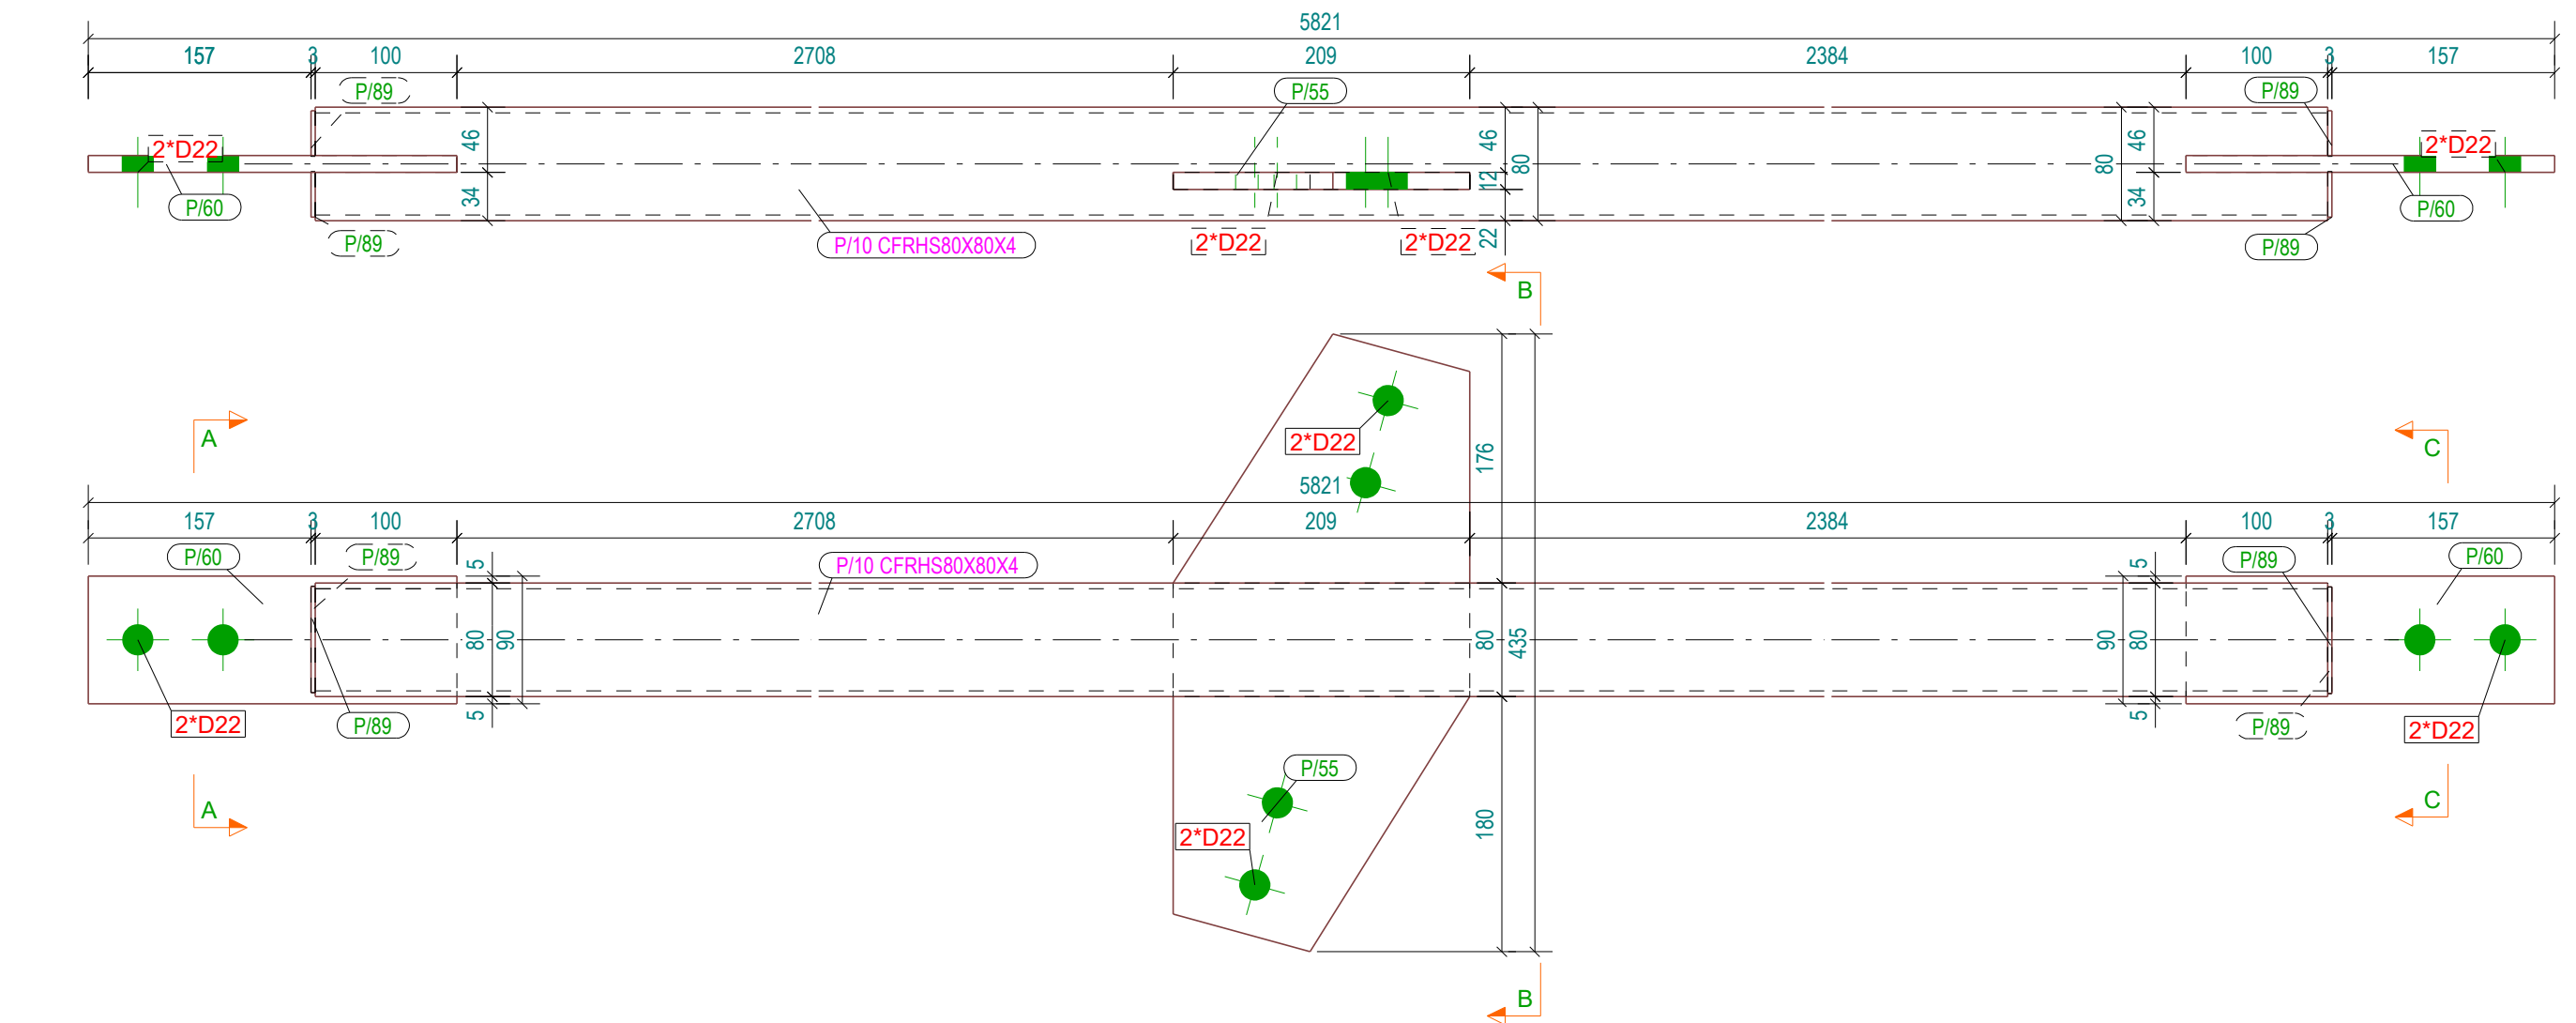 5821
157 3 100 2708 209 2384 100 3 157
P/89 P/55 P/89
2*D22 46 46 80 80 46 2*D22
12
P/60 34 34 P/60
P/89 P/10 CFRHS80X80X4 2*D22 2*D22 22 P/89
B
A 2*D22 176 C
5821
157 3 100 2708 209 2384 100 3 157
P/60 P/89 5 P/10 CFRHS80X80X4 5 P/89 P/60
80 90 80 435 90 80
2*D22 P/89 5 5 P/89 2*D22
P/55
A 2*D22 180 C
B